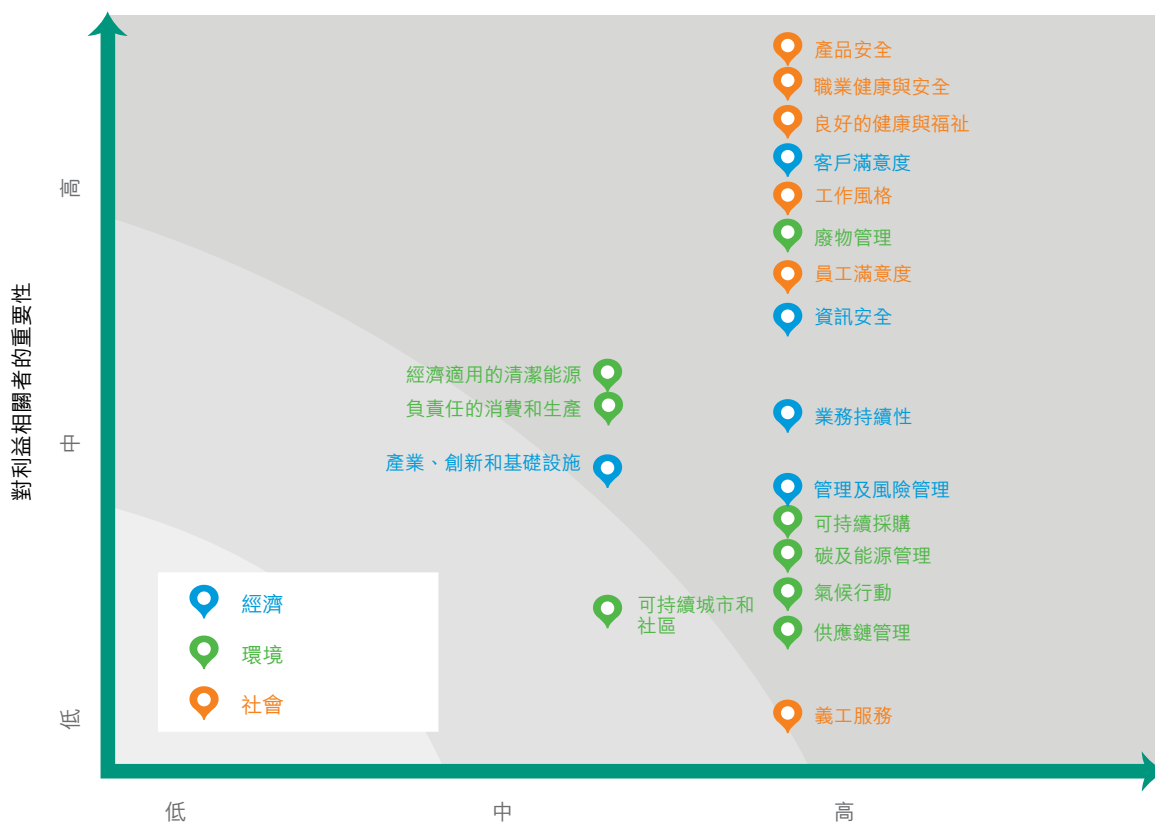 對利益相關者的重要性
高
中
低
產品安全
職業健康與安全
良好的健康與福祉
客戶滿意度
工作風格
廢物管理
員工滿意度
資訊安全
經濟適用的清潔能源
負責任的消費和生產
業務持續性
產業、創新和基礎設施
管理及風險管理
可持續採購
碳及能源管理
氣候行動
可持續城市和
社區
供應鏈管理
義工服務
經濟
環境
社會
低
中
高